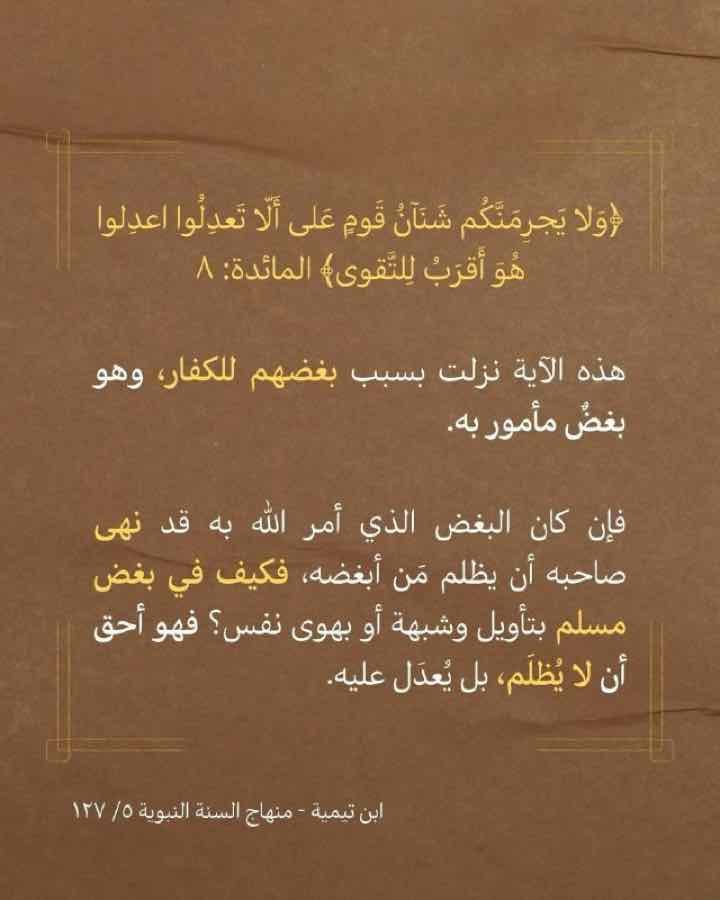 ﴿وَلا يَجرِمَنَّكُم شَنَآنُ قَومٍ عَلى أَلّا تَعدِلُوا اعدِلوا
هُوَ أَقرَبُ لِلتَّقوى﴾ المائدة: ٨
هذه الآية نزلت بسبب بغضهم للكفار، وهو
بغضٌ مأمور به.
فإن كان البغض الذي أمر الله به قد نهى
صاحبه أن يظلم مَن أبغضه، فكيف في بغض
مسلم بتأويل وشبهة أو بهوى نفس؟ فهو أحق
أن لا يُظلَم، بل يُعدَل عليه.
ابن تيمية - منهاج السنة النبوية ٥/ ١٢٧